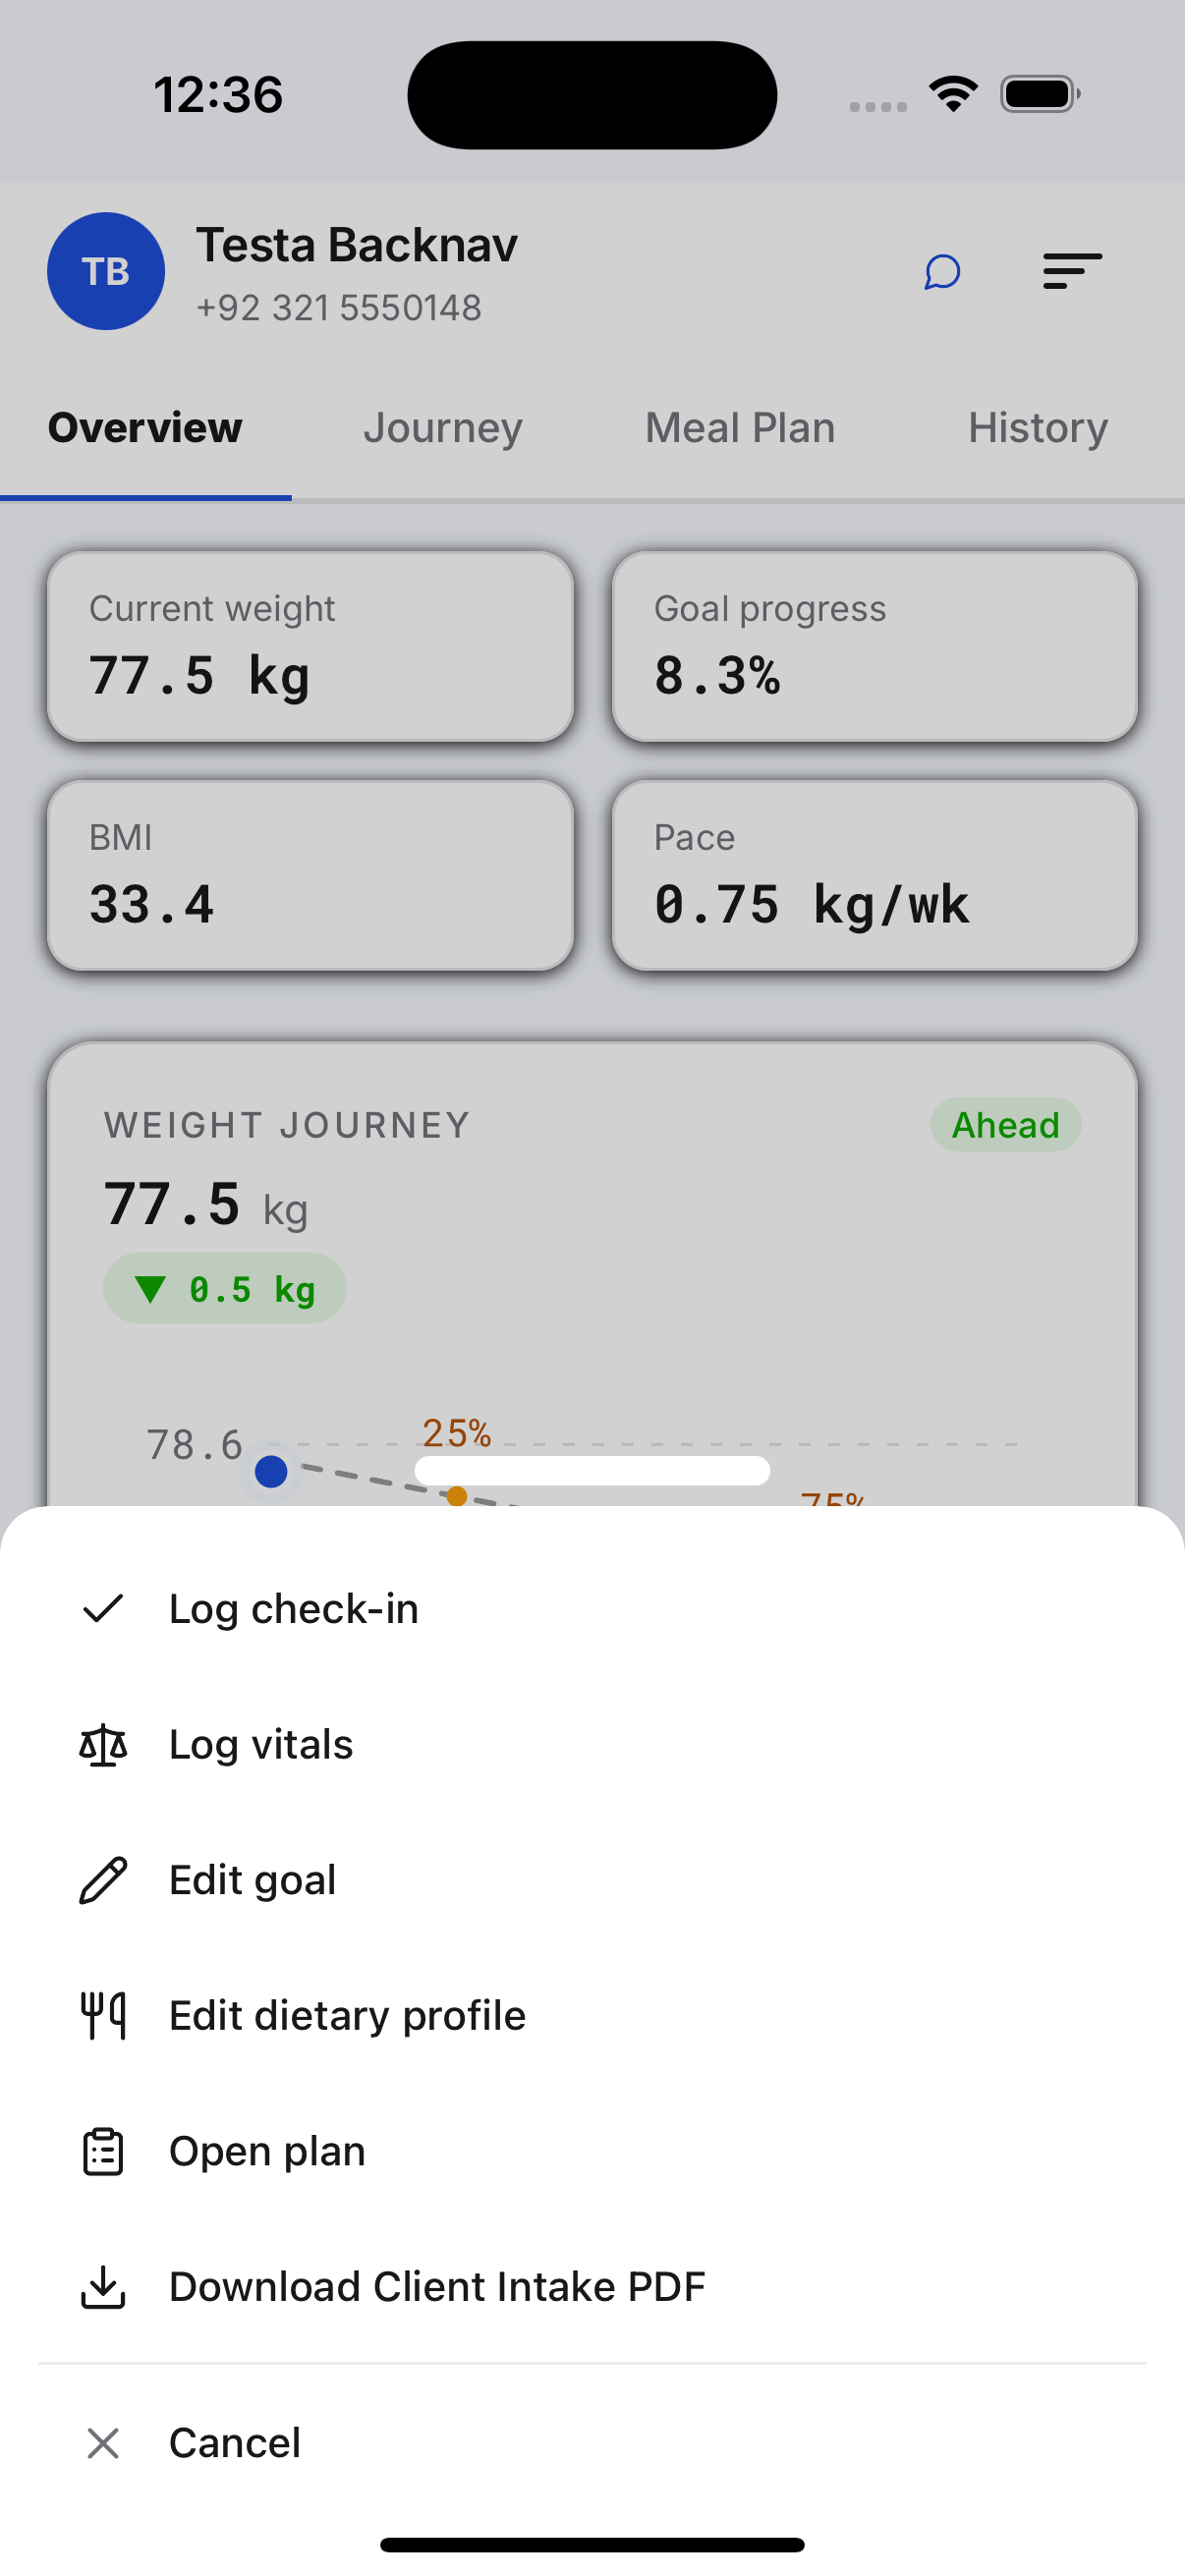 12:36
TB
Testa Backnav
+92 321 5550148
Overview Journey Meal Plan History
Current weight
77.5 kg
Goal progress
8.3%
BMI
33.4
Pace
0.75 kg/wk
WEIGHT JOURNEY
Ahead
77.5 kg
▼ 0.5 kg
78.6
25%
75%
Log check-in
Log vitals
Edit goal
Edit dietary profile
Open plan
Download Client Intake PDF
Cancel